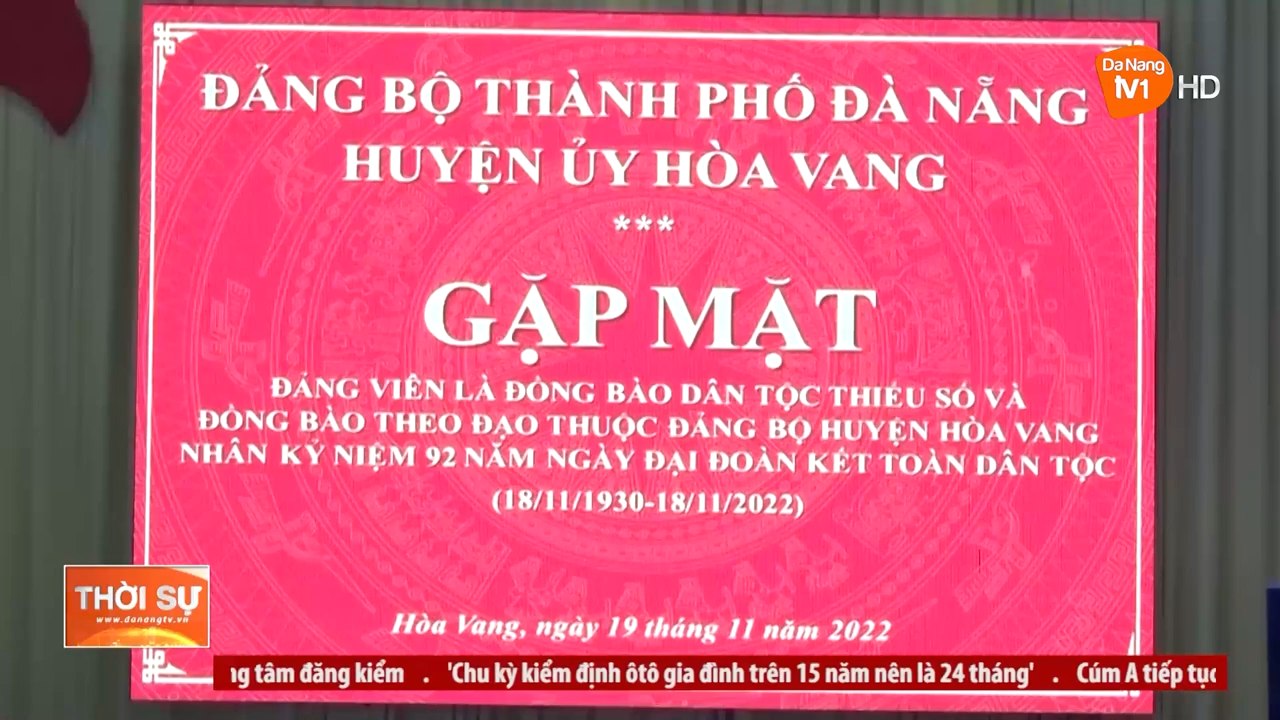 ĐẢNG BỘ THÀNH PHỐ ĐÀ NẴNG
HUYỆN ỦY HÒA VANG
***
GẶP MẶT
ĐẢNG VIÊN LÀ ĐỒNG BÀO DÂN TỘC THIỂU SỐ VÀ
ĐỒNG BÀO THEO ĐẠO THUỘC ĐẢNG BỘ HUYỆN HÒA VANG
NHÂN KỶ NIỆM 92 NĂM NGÀY ĐẠI ĐOÀN KẾT TOÀN DÂN TỘC
(18/11/1930-18/11/2022)
Hòa Vang, ngày 19 tháng 11 năm 2022
Da Nang
tv1 HD
THỜI SỰ
www.danangtv.vn
ng tâm đăng kiểm . 'Chu kỳ kiểm định ôtô gia đình trên 15 năm nên là 24 tháng' . Cúm A tiếp tục